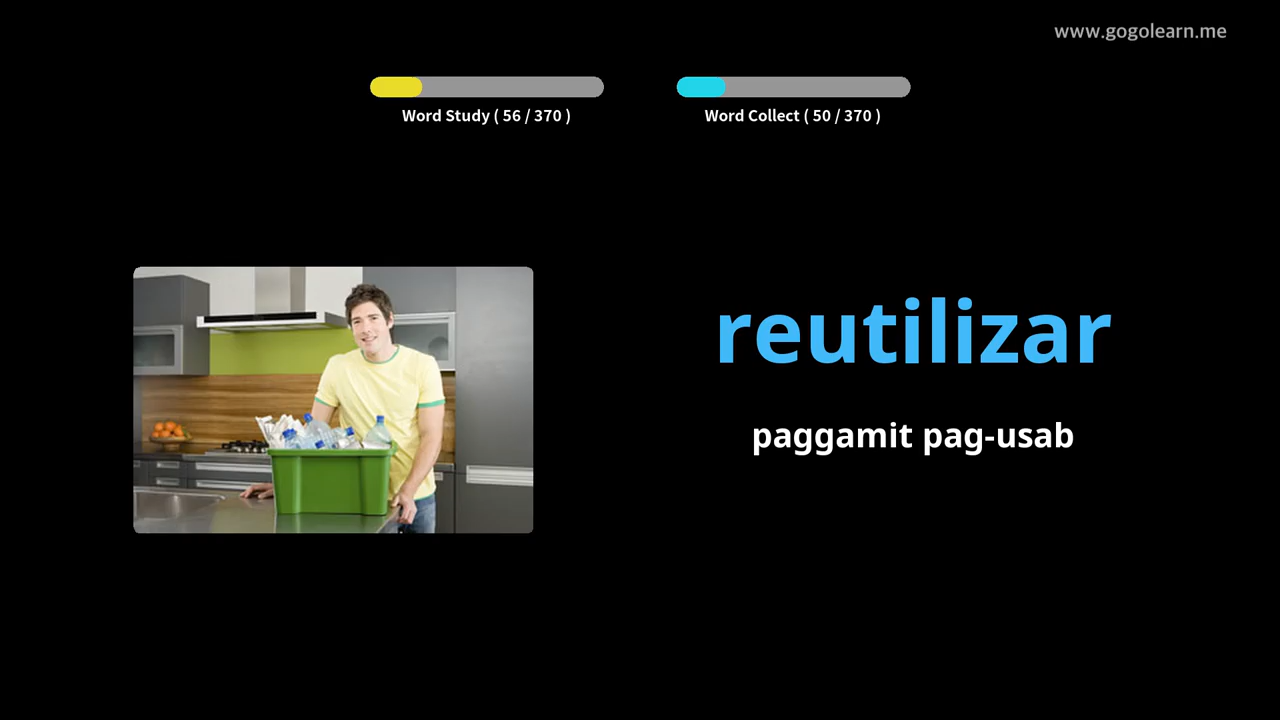 www.gogolearn.me
Word Study ( 56 / 370 )
Word Collect ( 50 / 370 )
reutilizar
paggamit pag-usab